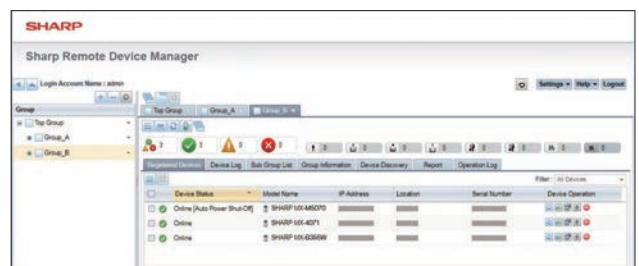 SHARP
Sharp Remote Device Manager
Login Account Name : admin
Settings Help Logout
Group
Top Group Group_A Group_B
Top Group
Group_A
Group_B
Registered Devices Device Log Sub Group List Group Information Device Discovery Report Operation Log
Filter : All Devices
Device Status Model Name IP Address Location Serial Number Device Operation
Online [Auto Power Shut-Off] SHARP MX-M5070
Online SHARP MX-4071
Online SHARP MX-B355W